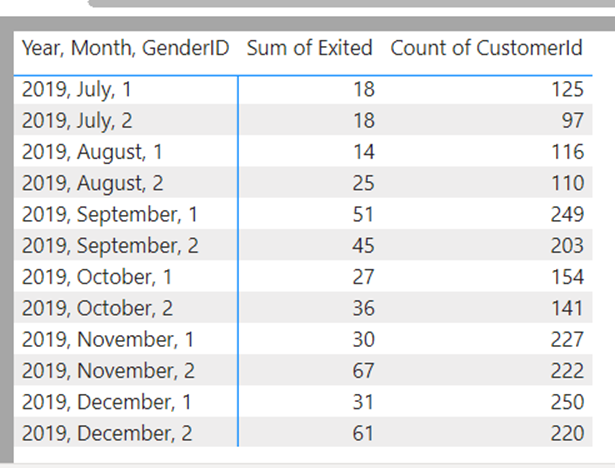 Year, Month, GenderID Sum of Exited Count of CustomerId
2019, July, 1 18 125
2019, July, 2 18 97
2019, August, 1 14 116
2019, August, 2 25 110
2019, September, 1 51 249
2019, September, 2 45 203
2019, October, 1 27 154
2019, October, 2 36 141
2019, November, 1 30 227
2019, November, 2 67 222
2019, December, 1 31 250
2019, December, 2 61 220